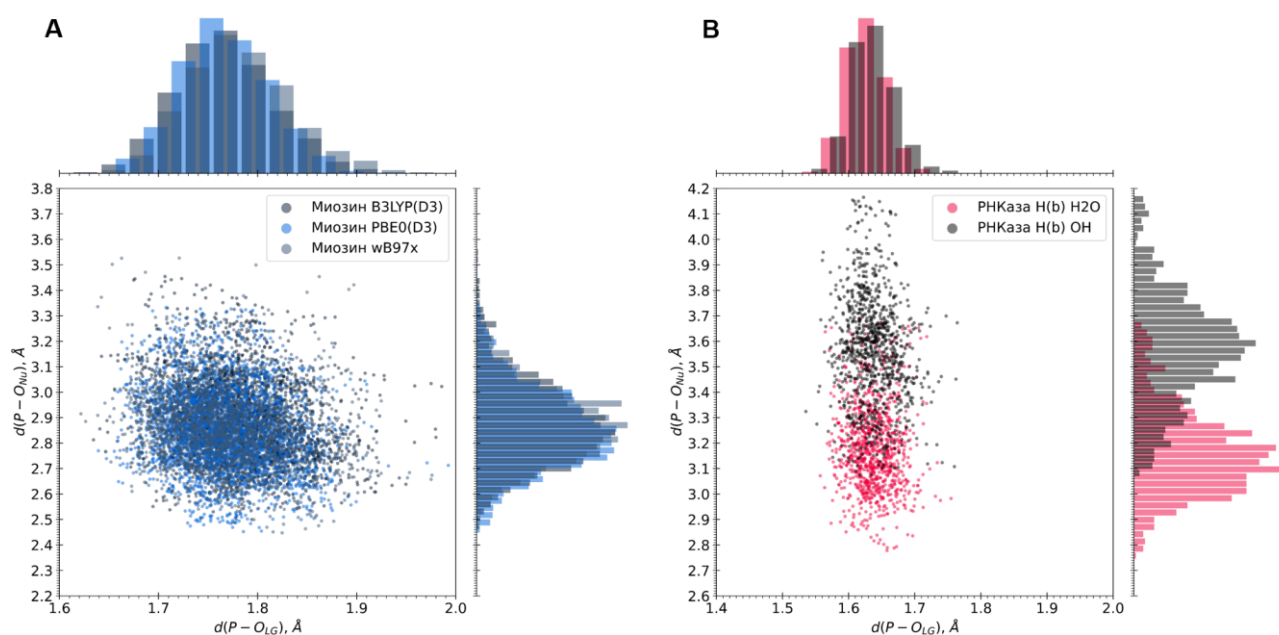 A
3.8
3.7
3.6
3.5
3.4
3.3
3.2
3.1
3.0
2.9
2.8
2.7
2.6
2.5
2.4
2.3
2.2
d(P − O_Nu), Å
Миозин B3LYP(D3)
Миозин PBE0(D3)
Миозин wB97x
1.6 1.7 1.8 1.9 2.0
d(P − O_LG), Å
B
4.2
4.1
4.0
3.9
3.8
3.7
3.6
3.5
3.4
3.3
3.2
3.1
3.0
2.9
2.8
2.7
2.6
d(P − O_Nu), Å
РНКаза H(b) H2O
РНКаза H(b) OH
1.4 1.5 1.6 1.7 1.8 1.9 2.0
d(P − O_LG), Å